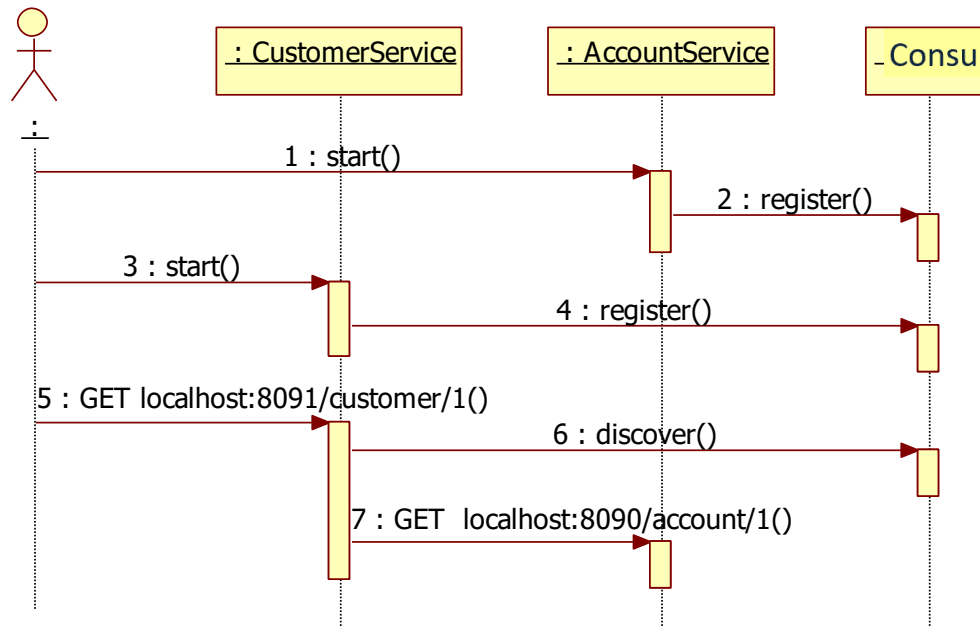 : CustomerService
: AccountService
Consu
:
1 : start()
2 : register()
3 : start()
4 : register()
5 : GET localhost:8091/customer/1()
6 : discover()
7 : GET localhost:8090/account/1()